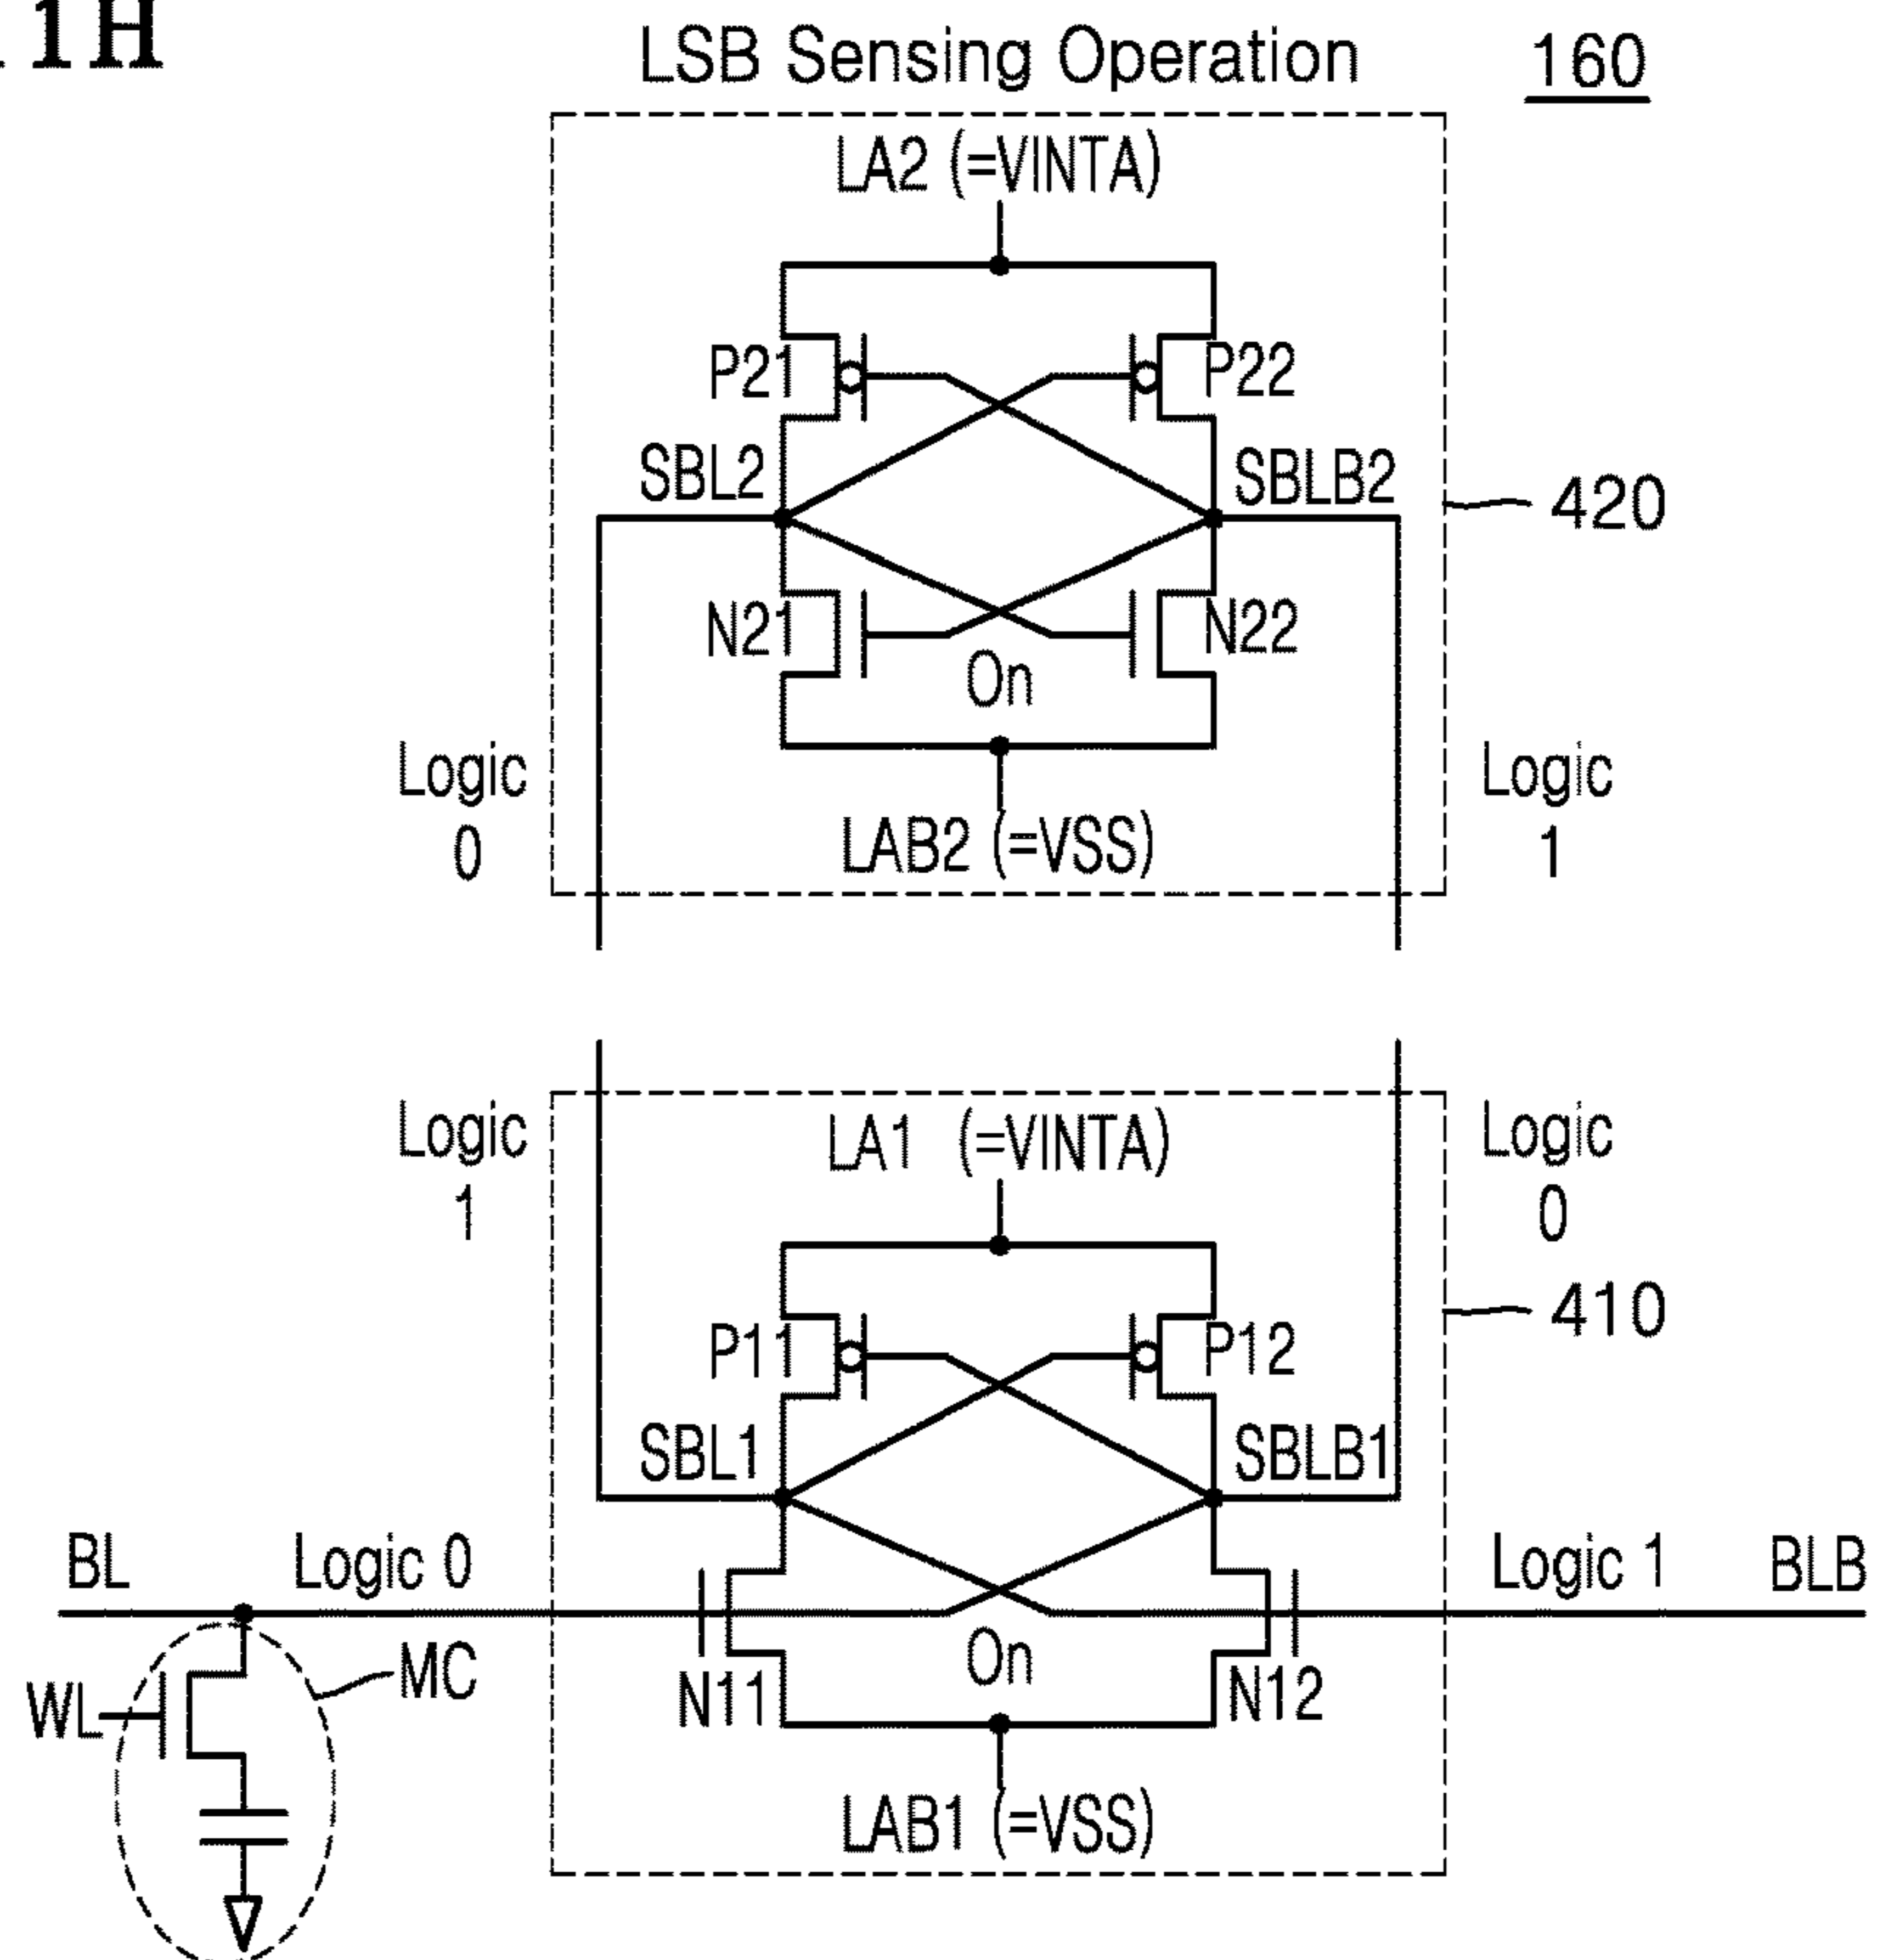 11H
LSB Sensing Operation
160
LA2 (=VINTA)
P21
P22
SBL2
SBLB2
420
N21
N22
On
Logic
0
Logic
1
LAB2 (=VSS)
Logic
1
Logic
0
LA1 (=VINTA)
410
P11
P12
SBL1
SBLB1
BL
Logic 0
Logic 1
BLB
On
MC
WL
N11
N12
LAB1 (=VSS)